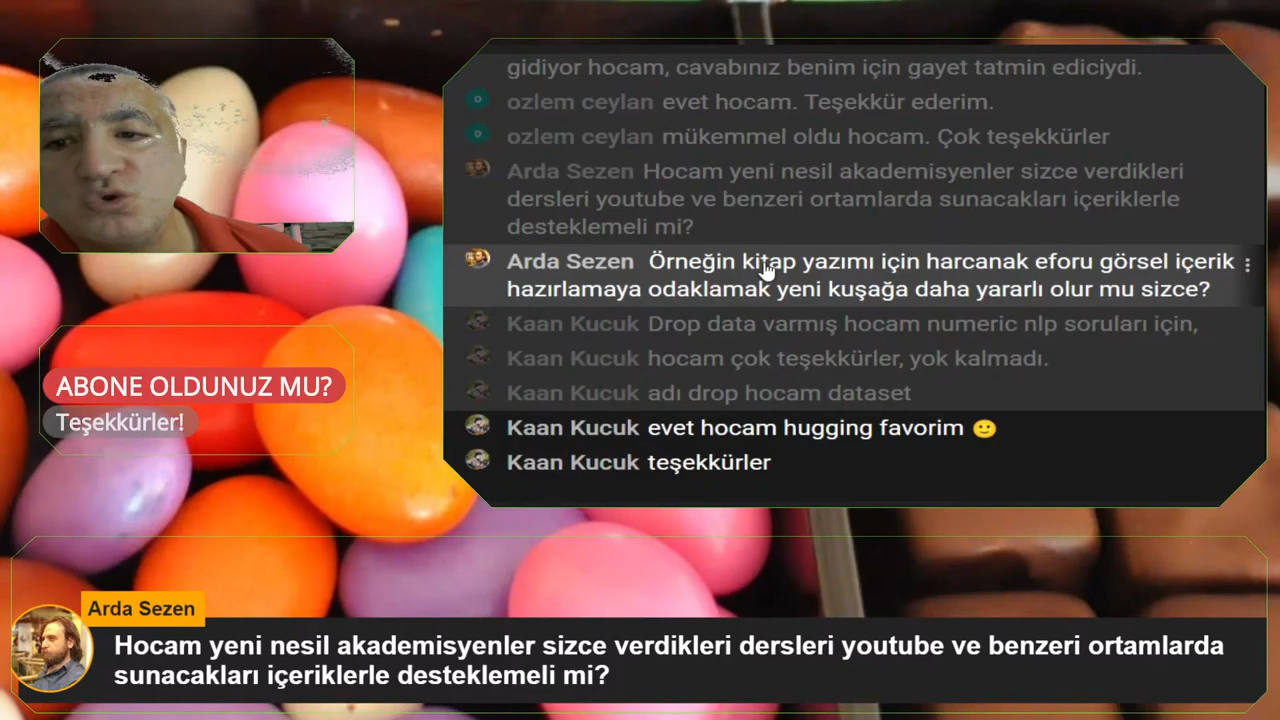 gidiyor hocam, cavabınız benim için gayet tatmin ediciydi.
ozlem ceylan evet hocam. Teşekkür ederim.
ozlem ceylan mükemmel oldu hocam. Çok teşekkürler
Arda Sezen Hocam yeni nesil akademisyenler sizce verdikleri
dersleri youtube ve benzeri ortamlarda sunacakları içeriklerle
desteklemeli mi?
Arda Sezen Örneğin kitap yazımı için harcanak eforu görsel içerik
hazırlamaya odaklamak yeni kuşağa daha yararlı olur mu sizce?
Kaan Kucuk Drop data varmış hocam numeric nlp soruları için,
Kaan Kucuk hocam çok teşekkürler, yok kalmadı.
Kaan Kucuk adı drop hocam dataset
Kaan Kucuk evet hocam hugging favorim 🙂
Kaan Kucuk teşekkürler
ABONE OLDUNUZ MU?
Teşekkürler!
Arda Sezen
Hocam yeni nesil akademisyenler sizce verdikleri dersleri youtube ve benzeri ortamlarda
sunacakları içeriklerle desteklemeli mi?